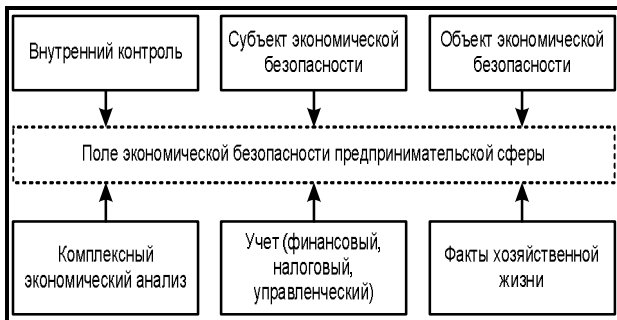 Внутренний контроль
Субъект экономической
безопасности
Объект экономической
безопасности
Поле экономической безопасности предпринимательской сферы
Комплексный
экономический анализ
Учет (финансовый,
налоговый,
управленческий)
Факты хозяйственной
жизни